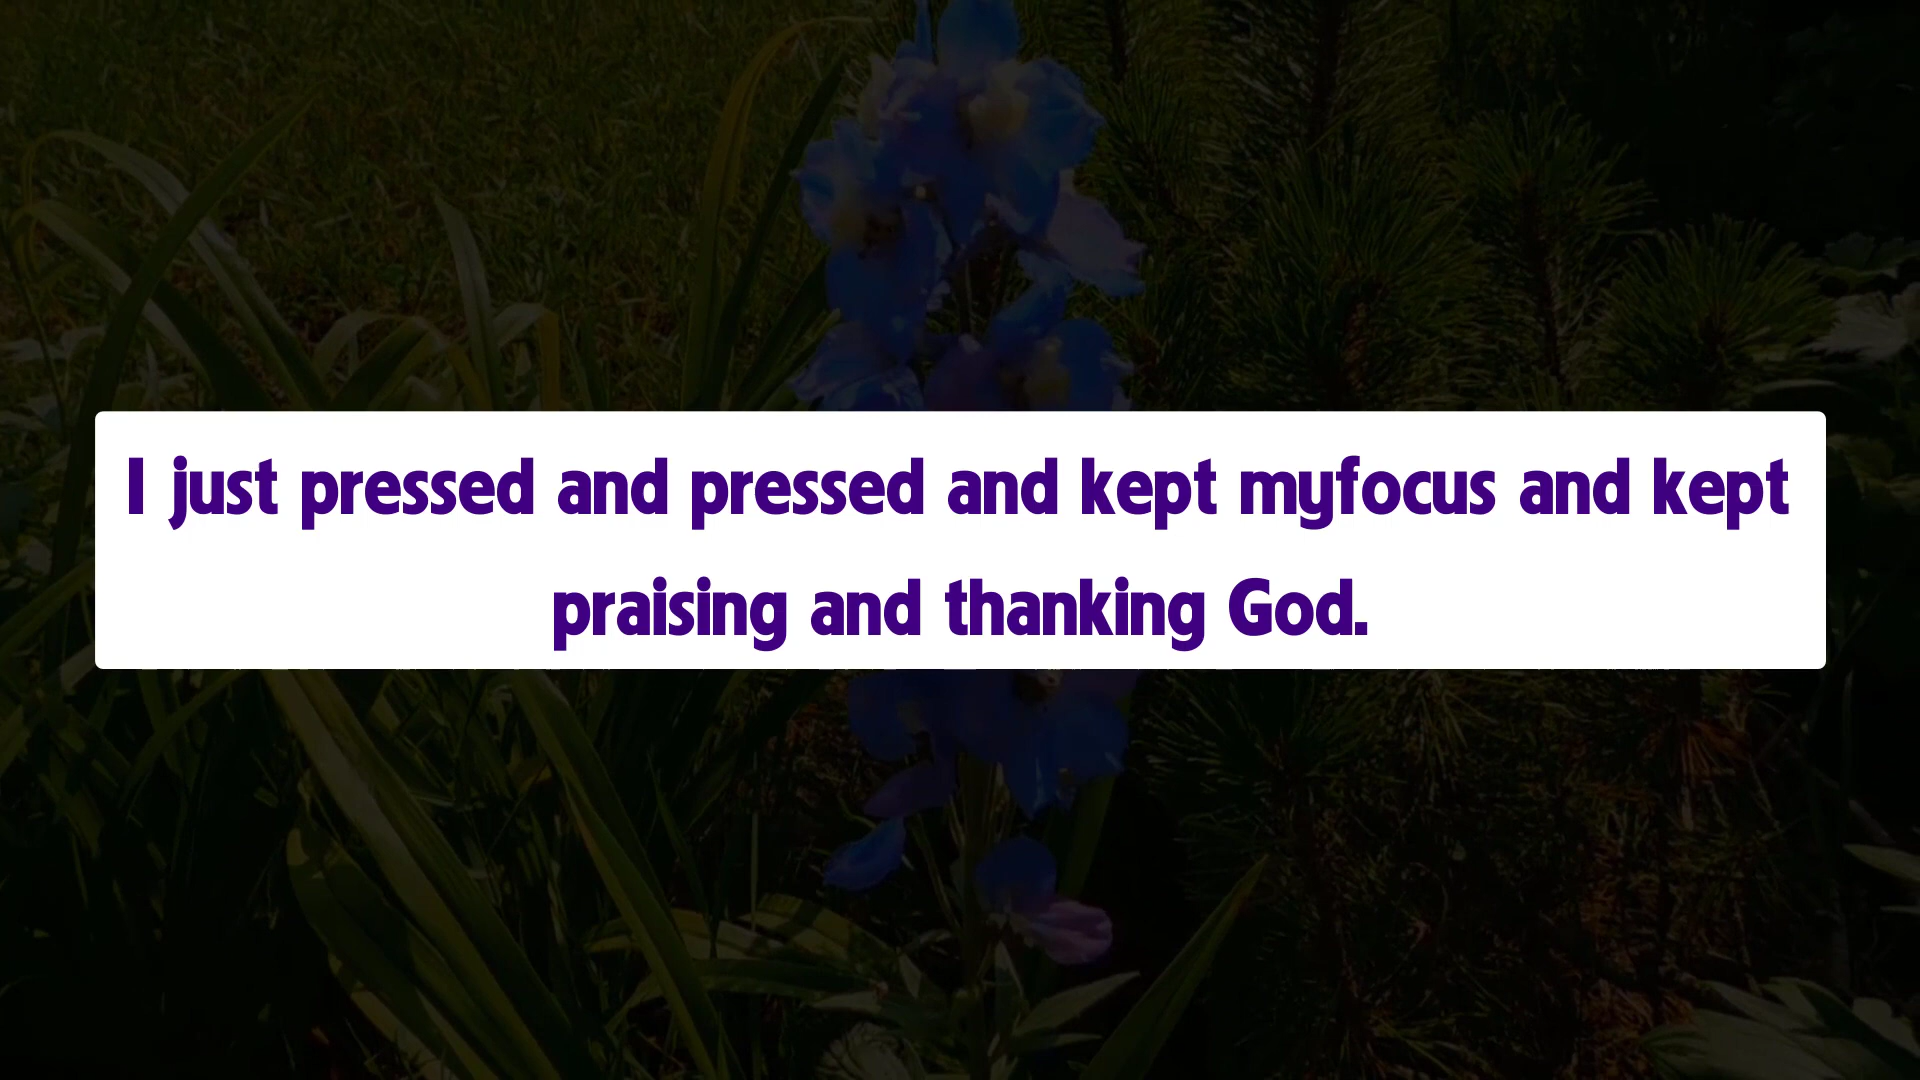 I just pressed and pressed and kept myfocus and kept
praising and thanking God.